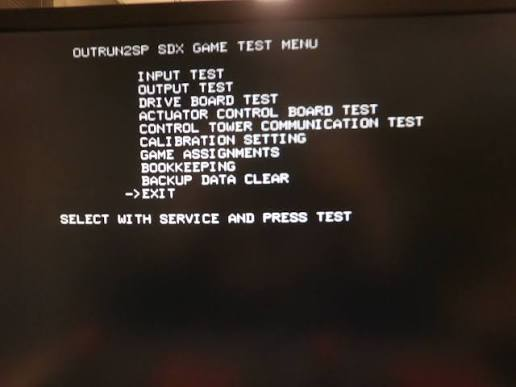 OUTRUN2SP SDX GAME TEST MENU
INPUT TEST
OUTPUT TEST
DRIVE BOARD TEST
ACTUATOR CONTROL BOARD TEST
CONTROL TOWER COMMUNICATION TEST
CALIBRATION SETTING
GAME ASSIGNMENTS
BOOKKEEPING
BACKUP DATA CLEAR
->EXIT
SELECT WITH SERVICE AND PRESS TEST